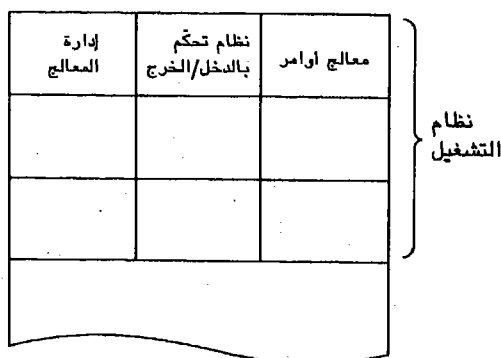 معالج أوامر
نظام تحكّم
بالدخل/الخرج
إدارة
المعالج
نظام
التشغيل